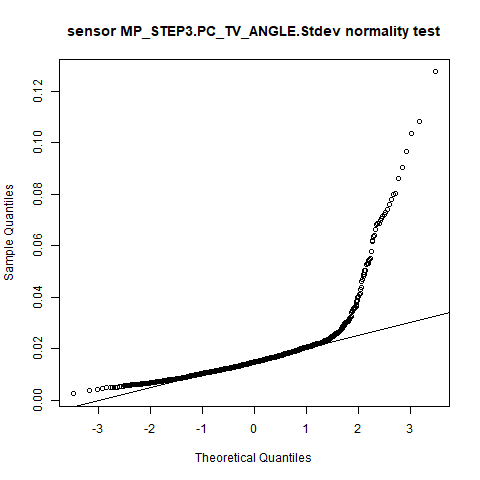 sensor MP_STEP3.PC_TV_ANGLE.Stdev normality test
Sample Quantiles
0.12
0.10
0.08
0.06
0.04
0.02
0.00
-3 -2 -1 0 1 2 3
Theoretical Quantiles